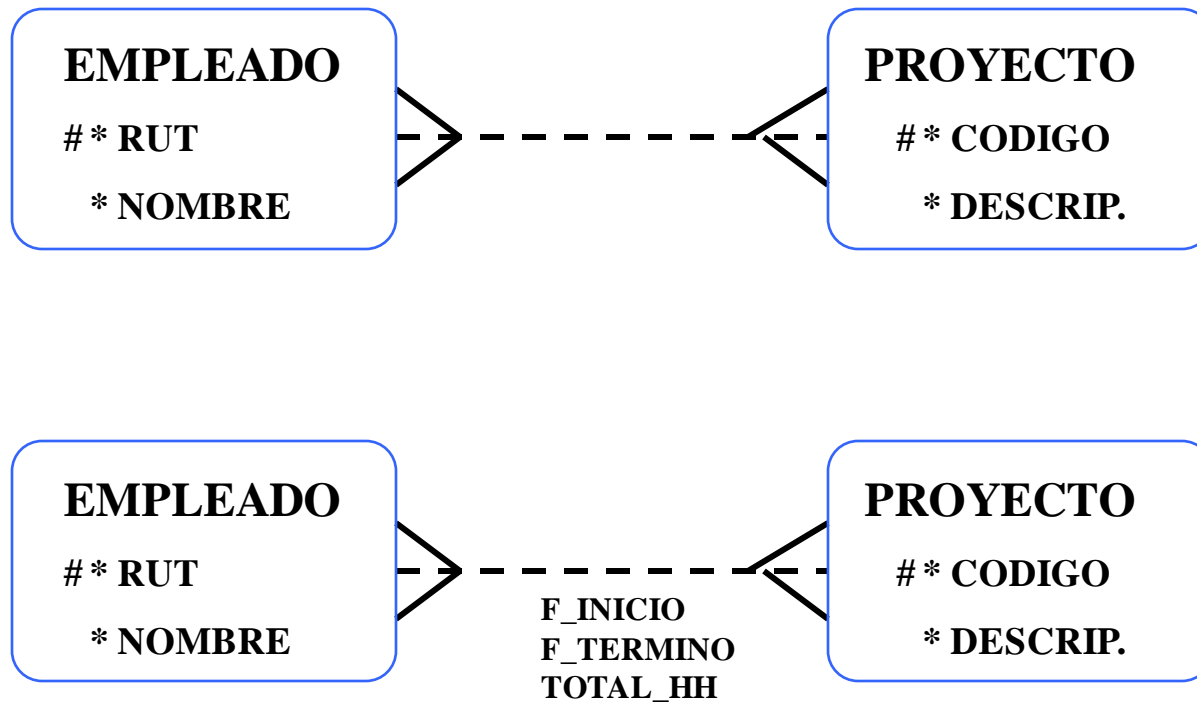 EMPLEADO
# * RUT
* NOMBRE
PROYECTO
# * CODIGO
* DESCRIP.
EMPLEADO
# * RUT
* NOMBRE
F_INICIO
F_TERMINO
TOTAL_HH
PROYECTO
# * CODIGO
* DESCRIP.